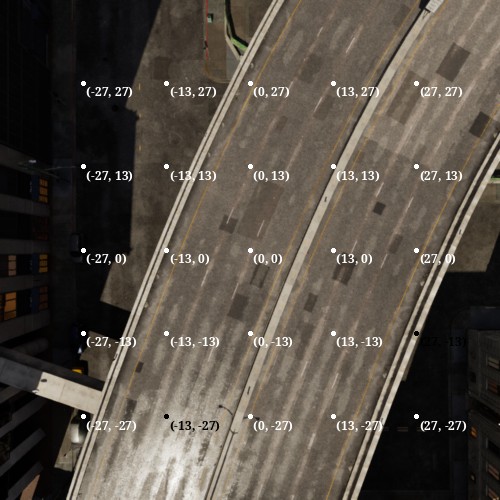 (-27, 27) (-13, 27) (0, 27) (13, 27) (27, 27)
(-27, 13) (-13, 13) (0, 13) (13, 13) (27, 13)
(-27, 0) (-13, 0) (0, 0) (13, 0) (27, 0)
(-27, -13) (-13, -13) (0, -13) (13, -13) (27, -13)
(-27, -27) (-13, -27) (0, -27) (13, -27) (27, -27)